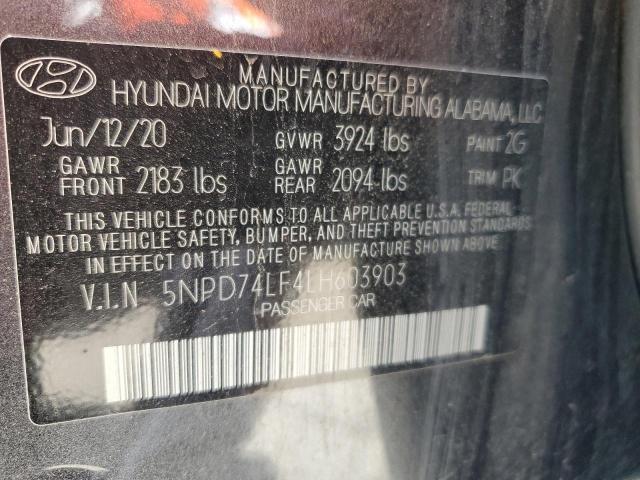 MANUFACTURED BY
HYUNDAI MOTOR MANUFACTURING ALABAMA, LLC
Jun/12/20 GVWR 3924 lbs PAINT 2G
GAWR FRONT 2183 lbs GAWR REAR 2094 lbs TRIM PK
THIS VEHICLE CONFORMS TO ALL APPLICABLE U.S.A. FEDERAL
MOTOR VEHICLE SAFETY, BUMPER, AND THEFT PREVENTION STANDARDS
IN EFFECT ON THE DATE OF MANUFACTURE SHOWN ABOVE.
V.I.N 5NPD74LF4LH603903
PASSENGER CAR